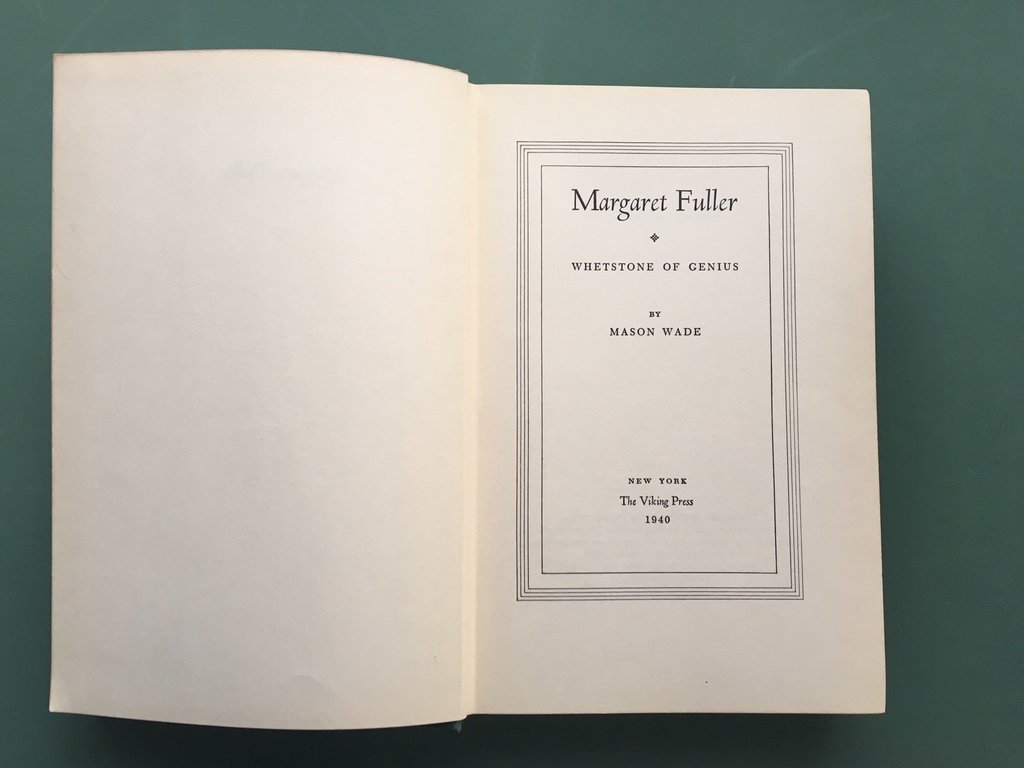 Margaret Fuller
WHETSTONE OF GENIUS
BY
MASON WADE
NEW YORK
The Viking Press
1940